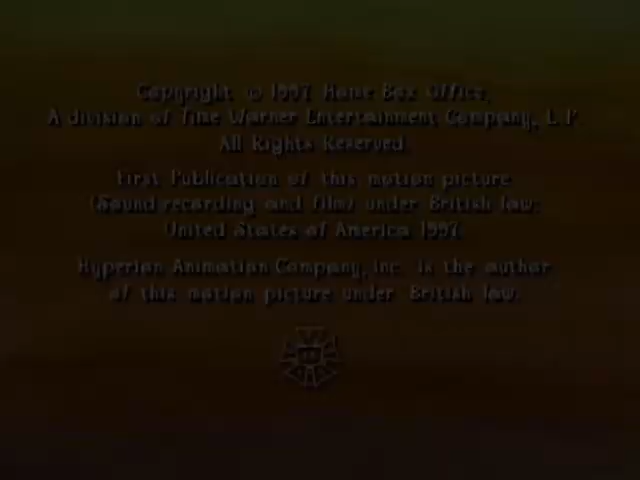 Copyright © 1997 Home Box Office,
A division of Time Warner Entertainment Company, L.P.
All Rights Reserved.
First Publication of this motion picture
(Sound recording and film) under British law:
United States of America 1997.
Hyperion Animation Company, Inc. is the author
of this motion picture under British law.